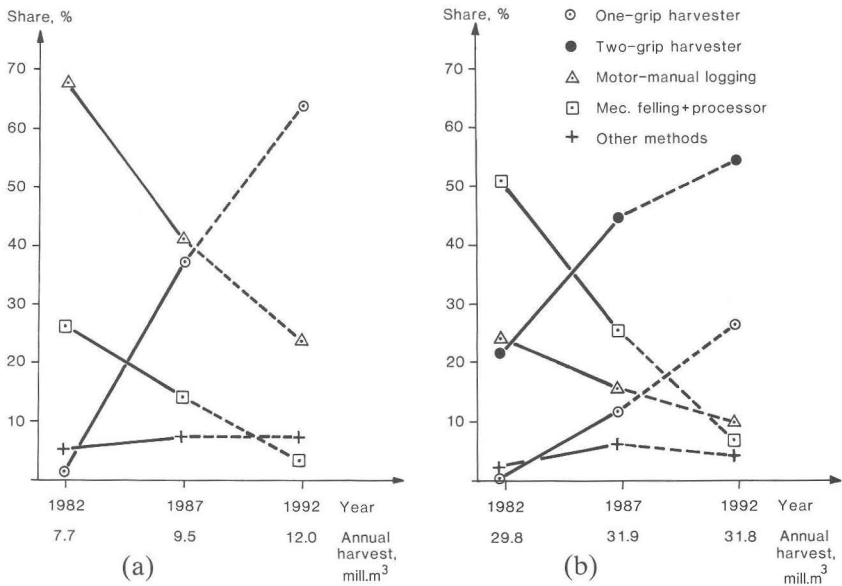 Share, %
70
60
50
40
30
20
10
1982 1987 1992 Year
7.7 9.5 12.0 Annual harvest, mill.m³
(a)
Share, %
70
60
50
40
30
20
10
One-grip harvester
Two-grip harvester
Motor-manual logging
Mec. felling+processor
Other methods
1982 1987 1992 Year
29.8 31.9 31.8 Annual harvest, mill.m³
(b)